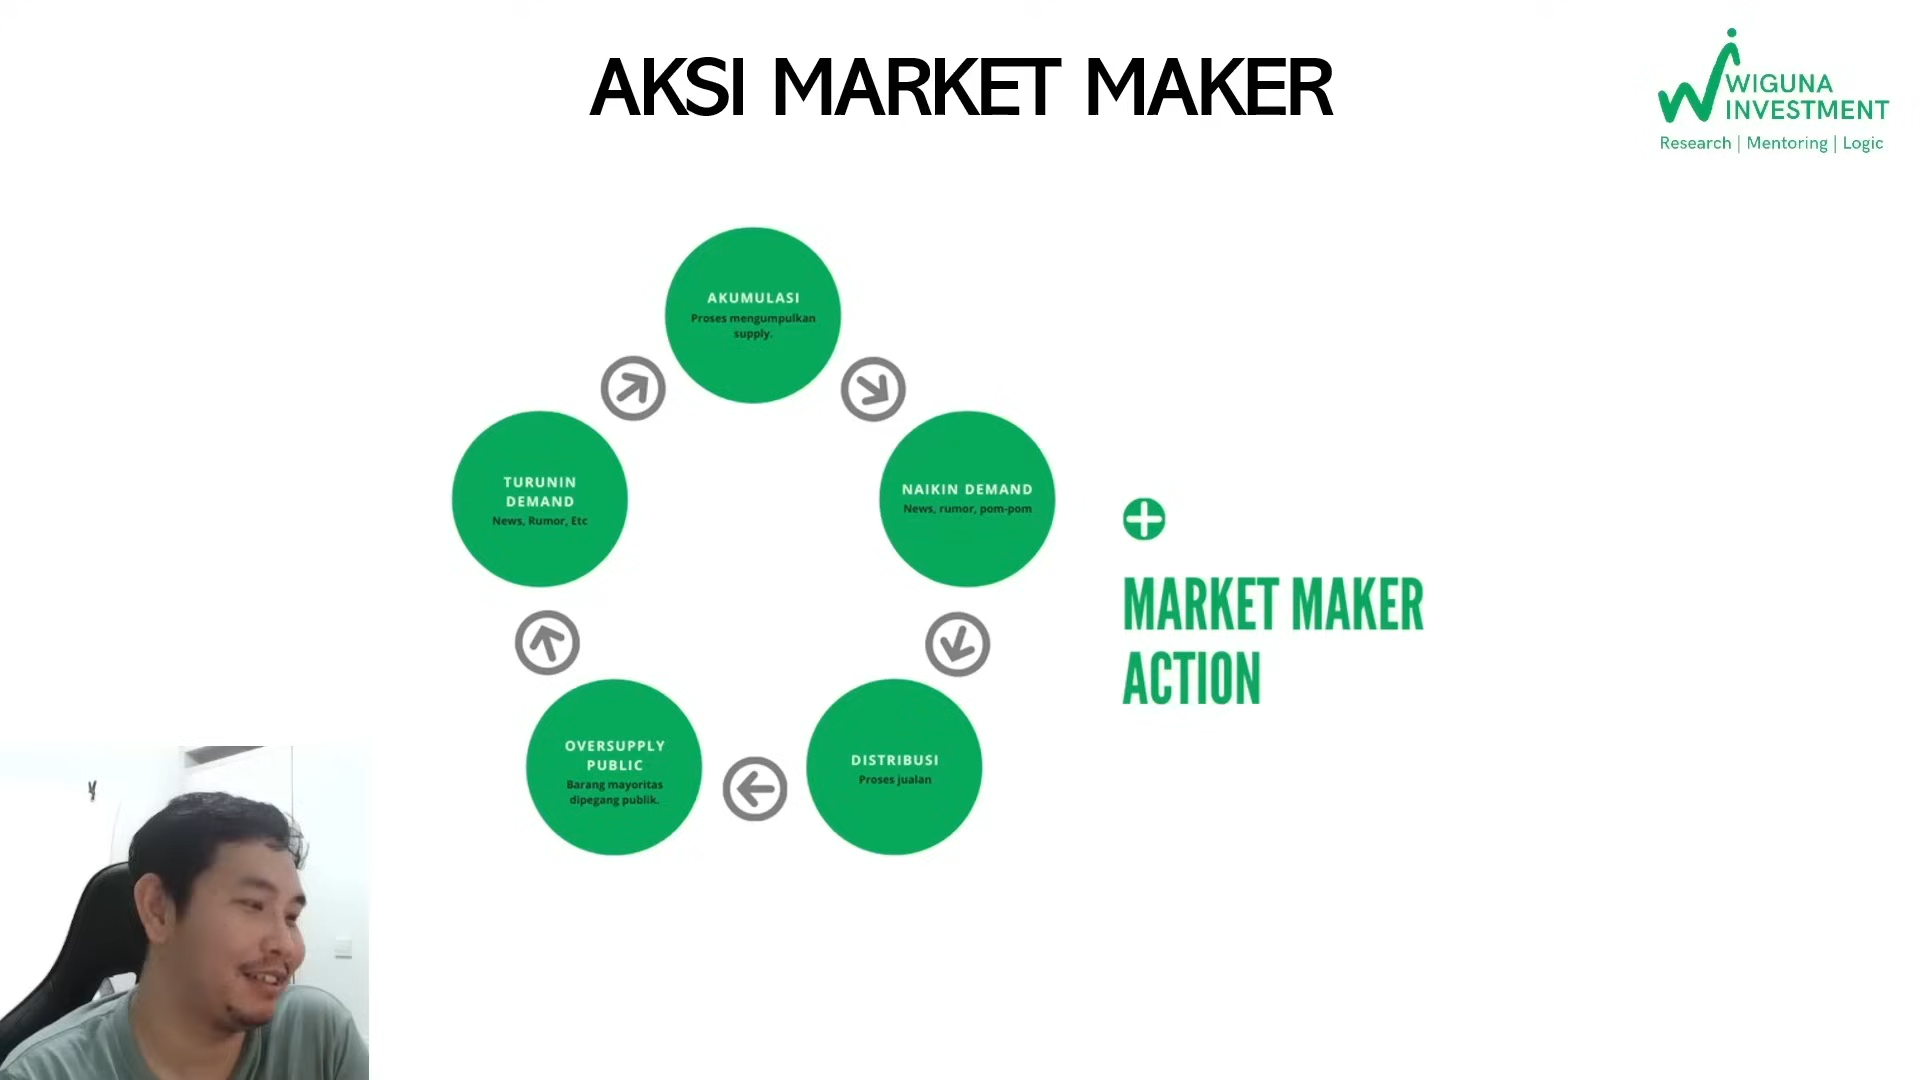 AKSI MARKET MAKER
WIGUNA
INVESTMENT
Research | Mentoring | Logic
AKUMULASI
Proses mengumpulkan
supply.
NAIKIN DEMAND
News, rumor, pom-pom
DISTRIBUSI
Proses jualan
OVERSUPPLY
PUBLIC
Barang mayoritas
dipegang publik.
TURUNIN
DEMAND
News, Rumor, Etc
MARKET MAKER
ACTION